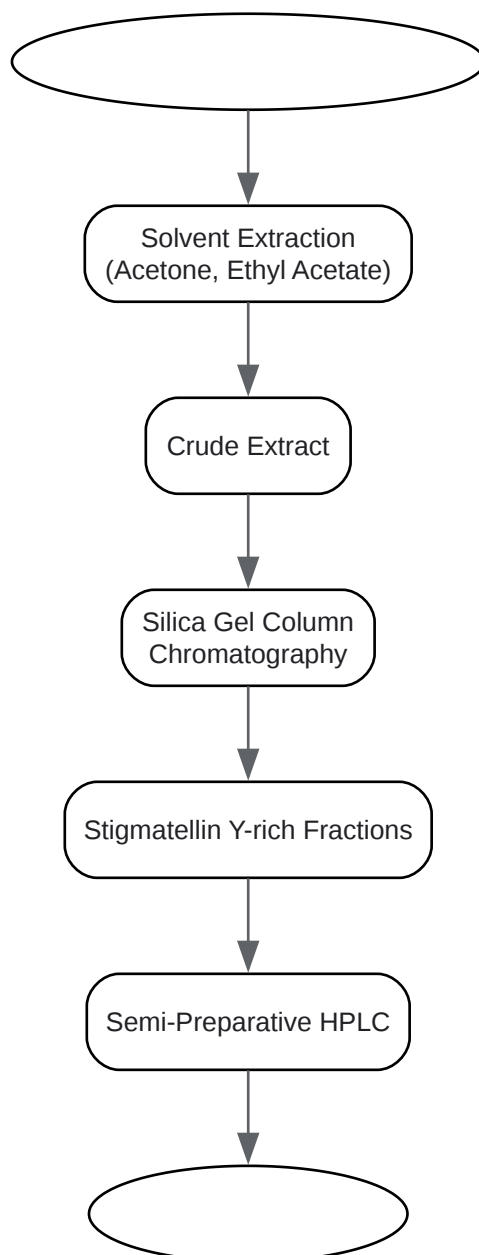 Solvent Extraction
(Acetone, Ethyl Acetate)
Crude Extract
Silica Gel Column
Chromatography
Stigmatellin Y-rich Fractions
Semi-Preparative HPLC